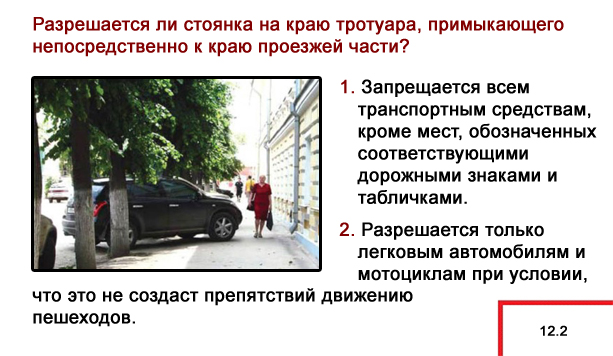 Разрешается ли стоянка на краю тротуара, примыкающего
непосредственно к краю проезжей части?
1. Запрещается всем
транспортным средствам,
кроме мест, обозначенных
соответствующими
дорожными знаками и
табличками.
2. Разрешается только
легковым автомобилям и
мотоциклам при условии,
что это не создаст препятствий движению
пешеходов.
12.2